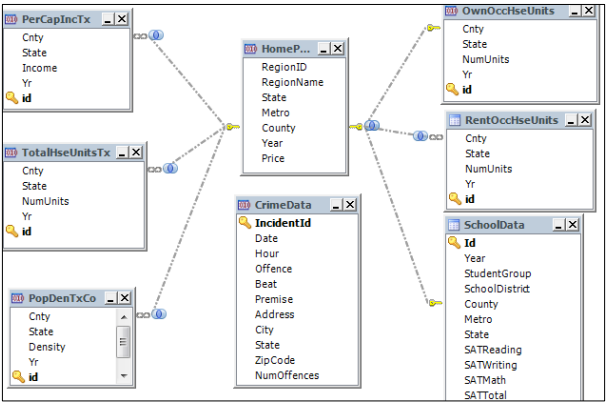 PerCapIncTx
Cnty
State
Income
Yr
id
TotalHseUnitsTx
Cnty
State
NumUnits
Yr
id
PopDenTxCo
Cnty
State
Density
Yr
id
HomeP...
RegionID
RegionName
State
Metro
County
Year
Price
CrimeData
IncidentId
Date
Hour
Offence
Beat
Premise
Address
City
State
ZipCode
NumOffences
OwnOccHseUnits
Cnty
State
NumUnits
Yr
id
RentOccHseUnits
Cnty
State
NumUnits
Yr
id
SchoolData
Id
Year
StudentGroup
SchoolDistrict
County
Metro
State
SATReading
SATWriting
SATMath
SATTotal